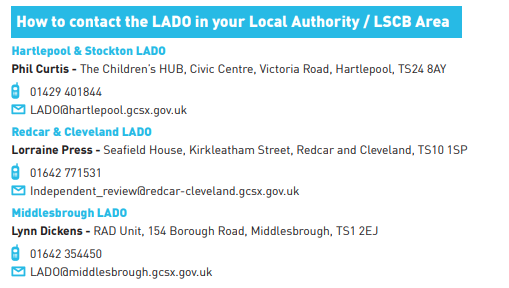 How to contact the LADO in your Local Authority / LSCB Area
Hartlepool & Stockton LADO
Phil Curtis - The Children's HUB, Civic Centre, Victoria Road, Hartlepool, TS24 8AY
01429 401844
LADO@hartlepool.gcsx.gov.uk
Redcar & Cleveland LADO
Lorraine Press - Seafield House, Kirkleatham Street, Redcar and Cleveland, TS10 1SP
01642 771531
Independent_review@redcar-cleveland.gcsx.gov.uk
Middlesbrough LADO
Lynn Dickens - RAD Unit, 154 Borough Road, Middlesbrough, TS1 2EJ
01642 354450
LADO@middlesbrough.gcsx.gov.uk